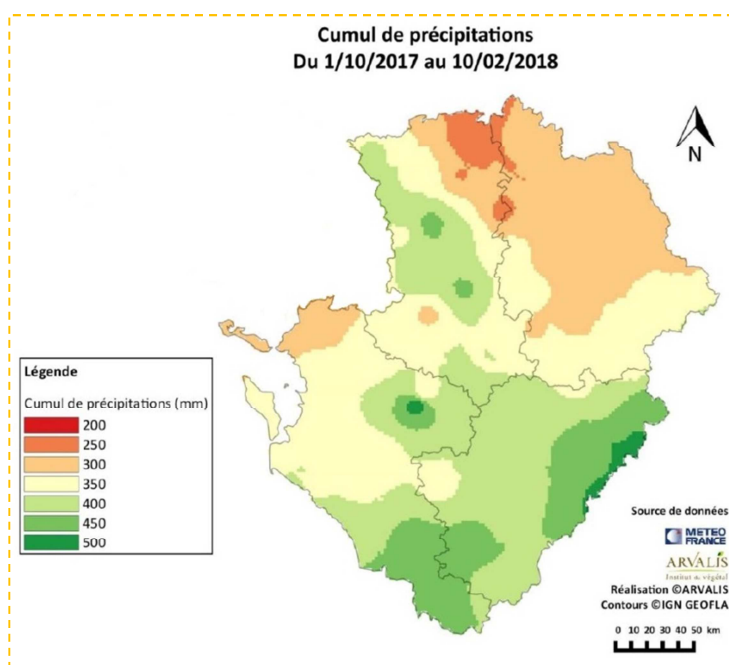 Cumul de précipitations
Du 1/10/2017 au 10/02/2018
N
Légende
Cumul de précipitations (mm)
200
250
300
350
400
450
500
Source de données
METEO
FRANCE
ARVALIS
Institut du végétal
Réalisation ©ARVALIS
Contours ©IGN GEOFLA
0 10 20 30 40 50 km